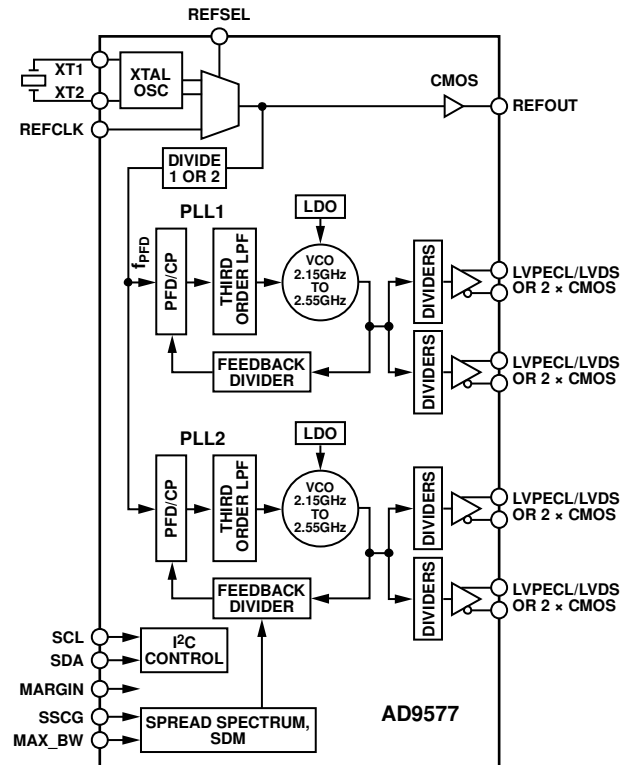 REFSEL
XT1
XTAL
OSC
XT2
REFCLK
CMOS
REFOUT
DIVIDE
1 OR 2
PLL1
LDO
fPFD
PFD/CP
THIRD
ORDER LPF
VCO
2.15GHz
TO
2.55GHz
DIVIDERS
LVPECL/LVDS
OR 2 × CMOS
FEEDBACK
DIVIDER
DIVIDERS
LVPECL/LVDS
OR 2 × CMOS
PLL2
LDO
PFD/CP
THIRD
ORDER LPF
VCO
2.15GHz
TO
2.55GHz
DIVIDERS
LVPECL/LVDS
OR 2 × CMOS
FEEDBACK
DIVIDER
DIVIDERS
LVPECL/LVDS
OR 2 × CMOS
SCL
SDA
I²C
CONTROL
MARGIN
SSCG
MAX_BW
SPREAD SPECTRUM,
SDM
AD9577